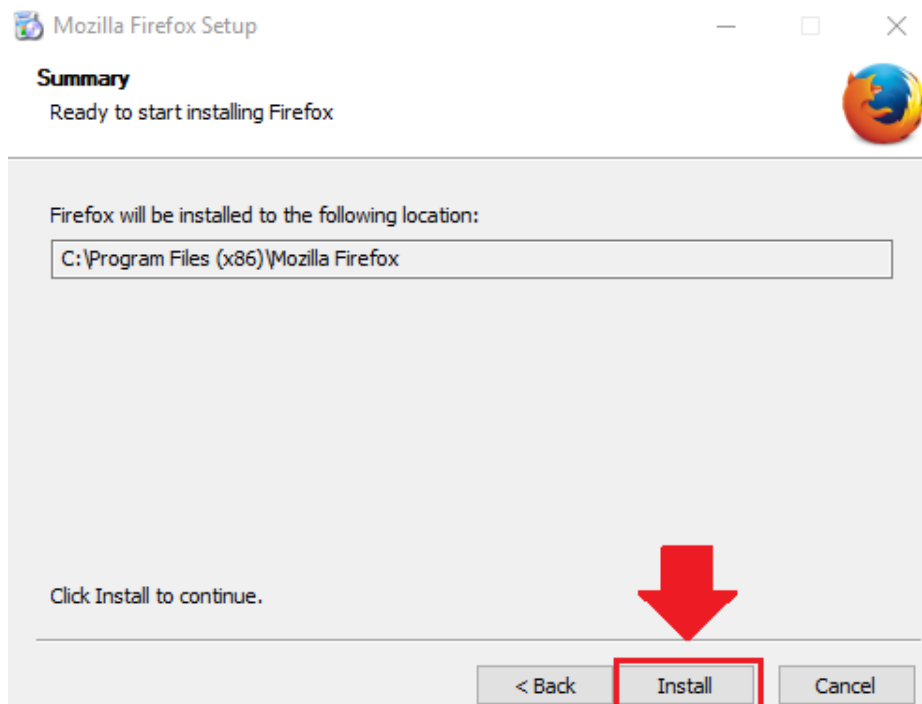 Mozilla Firefox Setup
Summary
Ready to start installing Firefox
Firefox will be installed to the following location:
C:\Program Files (x86)\Mozilla Firefox
Click Install to continue.
< Back Install Cancel